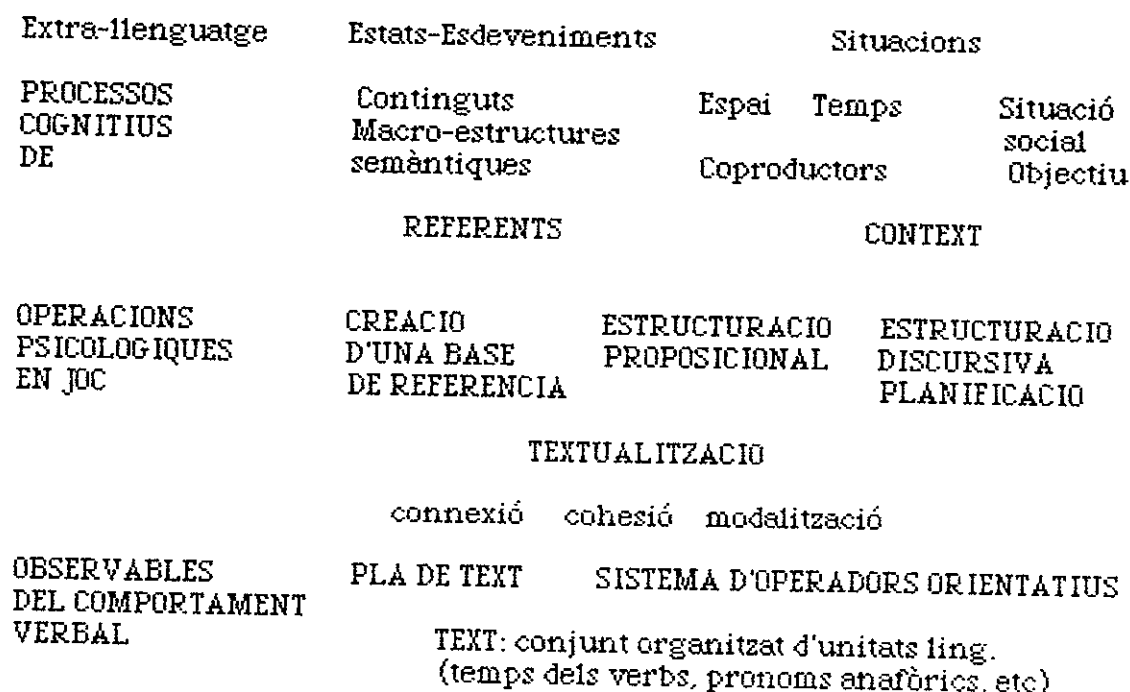 Extra-llenguatge Estats-Esdeveniments Situacions
PROCESSOS Continguts Espai Temps Situació
COGNITIUS Macro-estructures social
DE semàntiques Coproductors Objectiu
REFERENTS CONTEXT
OPERACIONS CREACIO ESTRUCTURACIO ESTRUCTURACIO
PSICOLOGIQUES D'UNA BASE PROPOSICIONAL DISCURSIVA
EN JOC DE REFERENCIA PLANIFICACIO
TEXTUALITZACIO
connexió cohesió modalització
OBSERVABLES PLA DE TEXT SISTEMA D'OPERADORS ORIENTATIUS
DEL COMPORTAMENT
VERBAL TEXT: conjunt organitzat d'unitats ling.
(temps dels verbs, pronoms anafòrics, etc)